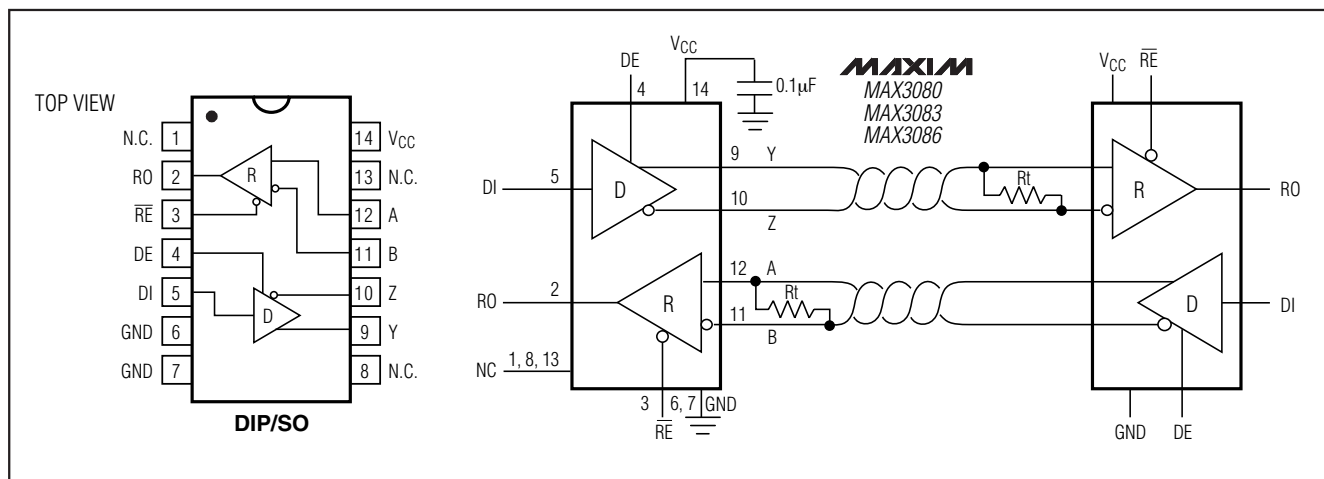 TOP VIEW
N.C. 1
RO 2
RE 3
DE 4
DI 5
GND 6
GND 7
14 VCC
13 N.C.
12 A
11 B
10 Z
9 Y
8 N.C.
R
D
DIP/SO
DE
4
VCC
14
0.1µF
MAXIM
MAX3080
MAX3083
MAX3086
VCC RE
DI 5
D
9 Y
10
Z
Rt
R
RO
RO 2
R
12 A
Rt
11
B
D
DI
NC 1, 8, 13
3 6, 7 GND
RE
GND DE